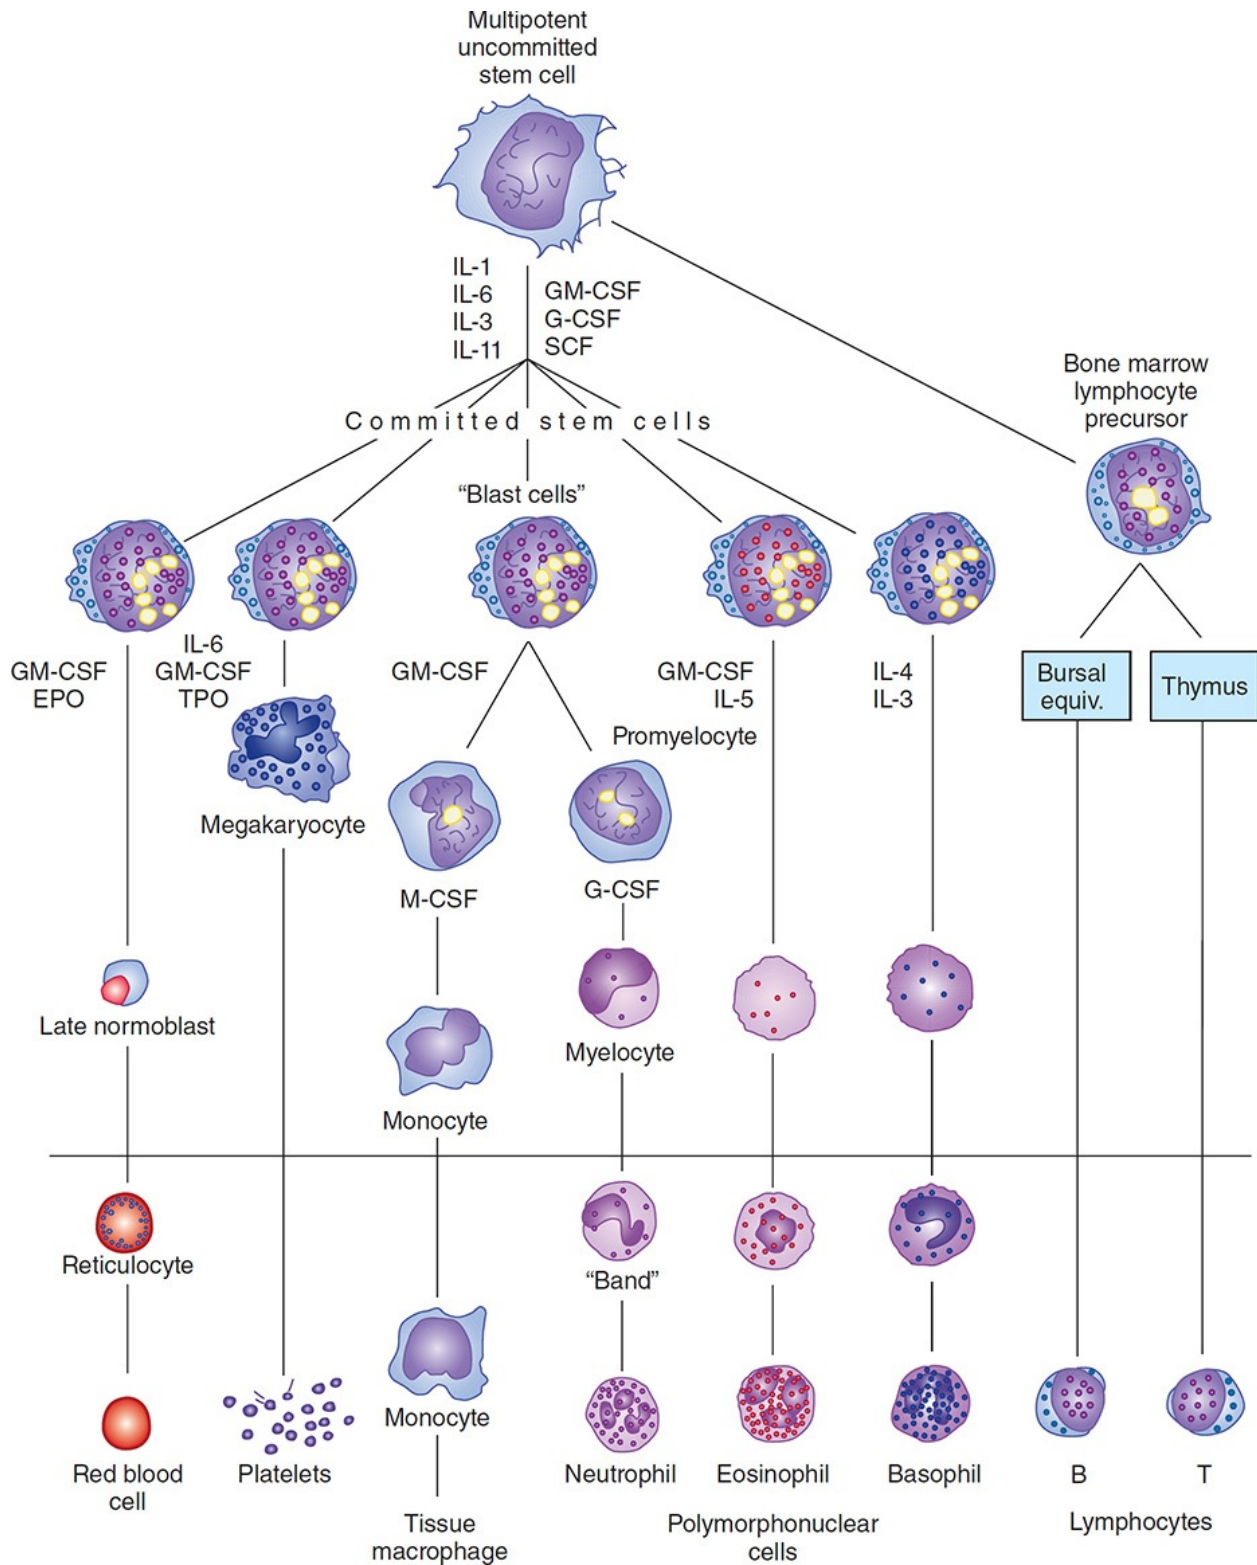 Multipotent
uncommitted
stem cell
IL-1
IL-6
IL-3
IL-11
GM-CSF
G-CSF
SCF
Bone marrow
lymphocyte
precursor
Committed stem cells
“Blast cells”
GM-CSF
EPO
IL-6
GM-CSF
TPO
GM-CSF
GM-CSF
IL-5
IL-4
IL-3
Bursal
equiv.
Thymus
Promyelocyte
Megakaryocyte
M-CSF
G-CSF
Late normoblast
Myelocyte
Monocyte
Reticulocyte
“Band”
Monocyte
Red blood
cell
Platelets
Neutrophil
Eosinophil
Basophil
B
T
Tissue
macrophage
Polymorphonuclear
cells
Lymphocytes